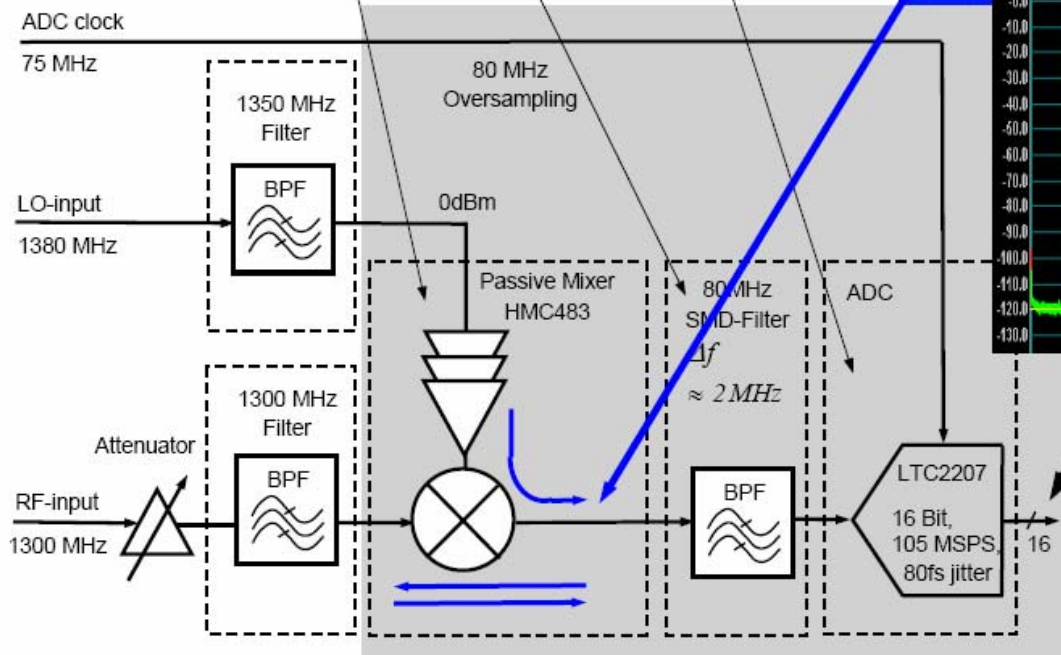 ADC clock
75 MHz
80 MHz
Oversampling
1350 MHz
Filter
BPF
LO-input
1380 MHz
0dBm
Passive Mixer
HMC483
80MHz
SMD-Filter
Δf
≈ 2 MHz
ADC
1300 MHz
Filter
Attenuator
BPF
RF-input
1300 MHz
BPF
LTC2207
16 Bit,
105 MSPS,
80fs jitter
16
-10.0
-20.0
-30.0
-40.0
-50.0
-60.0
-70.0
-80.0
-90.0
-100.0
-110.0
-120.0
-130.0